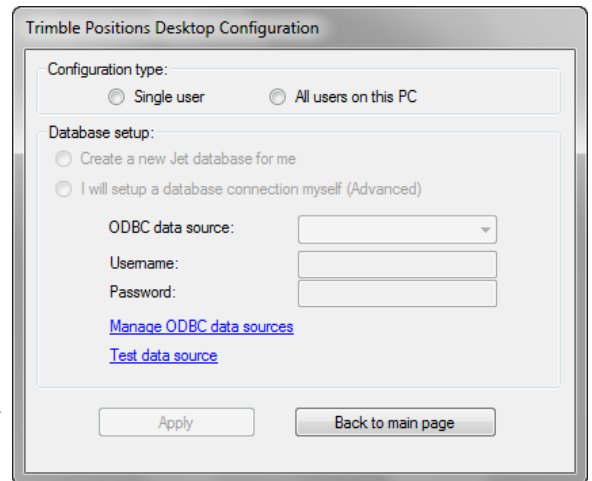 Trimble Positions Desktop Configuration
Configuration type:
Single user All users on this PC
Database setup:
Create a new Jet database for me
I will setup a database connection myself (Advanced)
ODBC data source:
Username:
Password:
Manage ODBC data sources
Test data source
Apply Back to main page